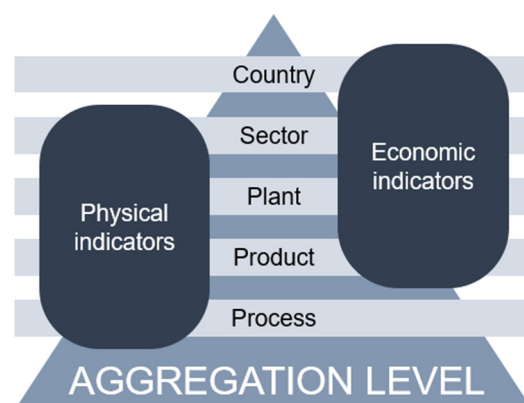 Country
Sector
Economic
indicators
Plant
Physical
indicators
Product
Process
AGGREGATION LEVEL